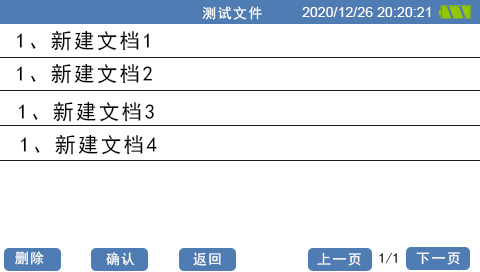 测试文件 2020/12/26 20:20:21
1、新建文档1
1、新建文档2
1、新建文档3
1、新建文档4
删除 确认 返回 上一页 1/1 下一页